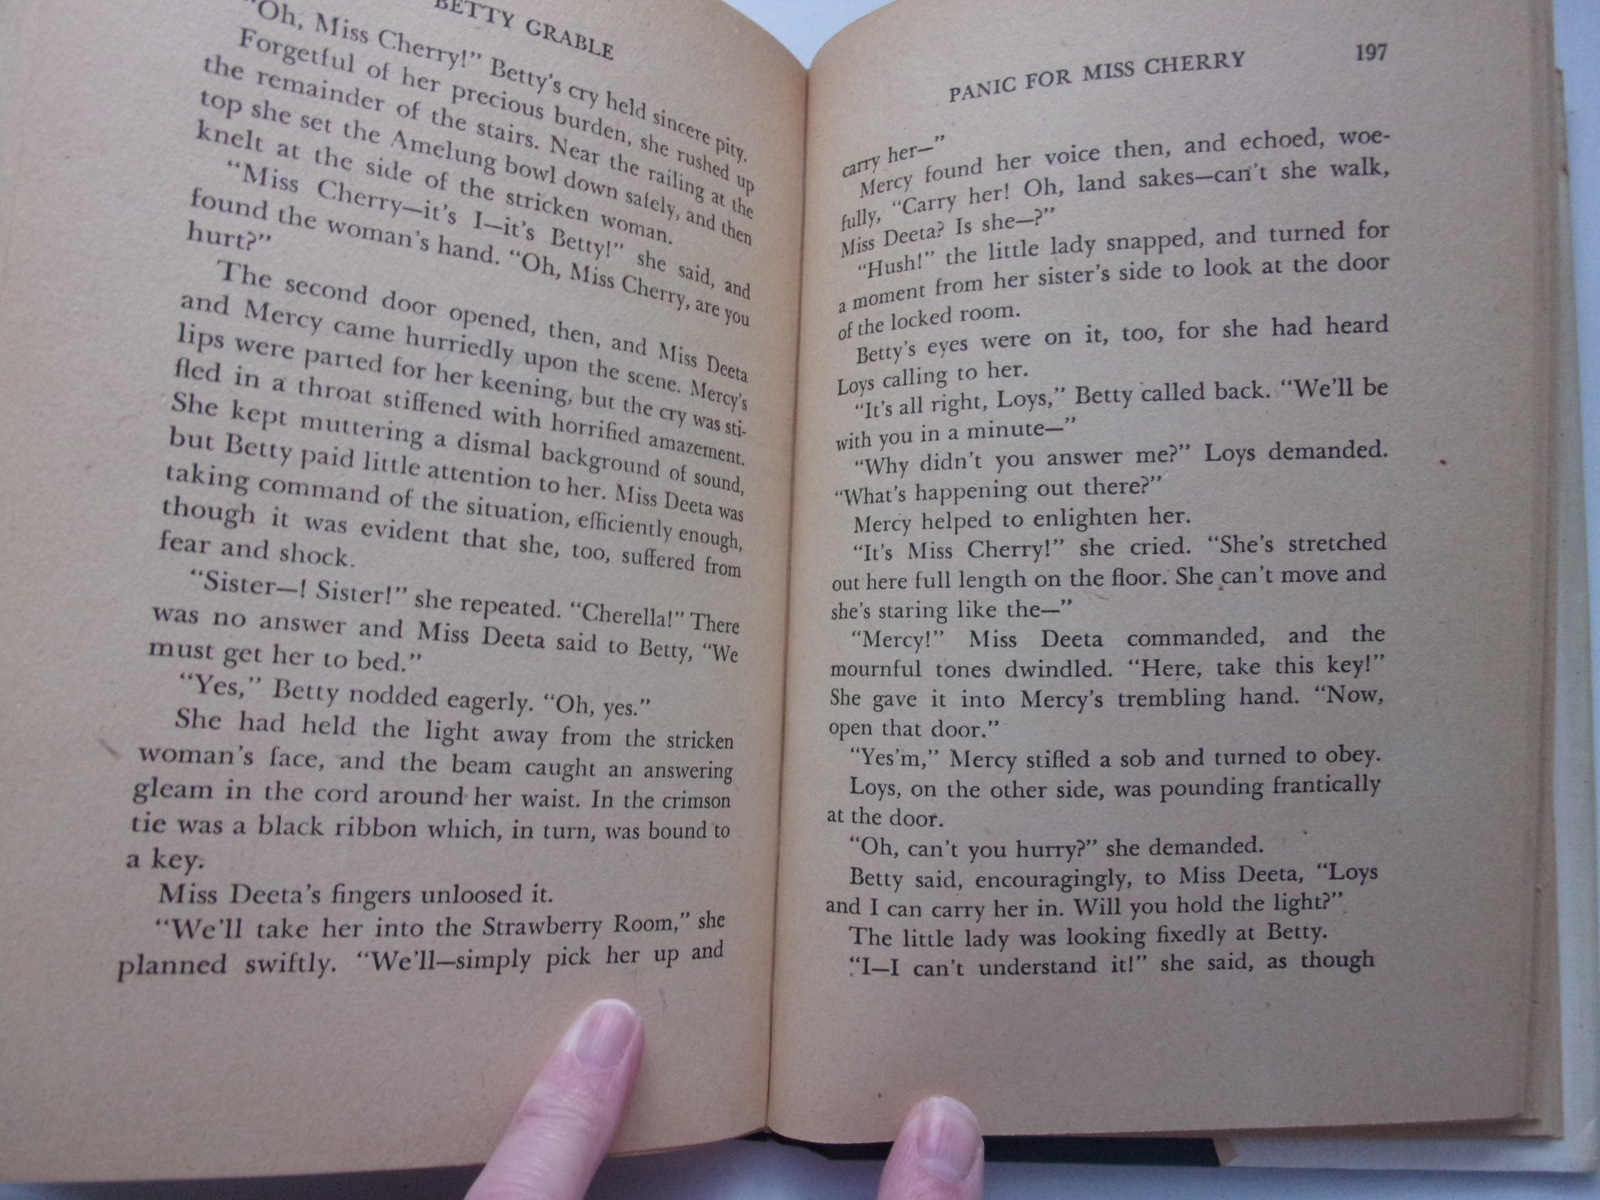 BETTY GRABLE
"Oh, Miss Cherry!" Betty's cry held sincere pity.
Forgetful of her precious burden, she rushed up
the remainder of the stairs. Near the railing at the
top she set the Amelung bowl down safely, and then
knelt at the side of the stricken woman.
"Miss Cherry—it's I—it's Betty!" she said, and
found the woman's hand. "Oh, Miss Cherry, are you
hurt?"
The second door opened, then, and Miss Deeta
and Mercy came hurriedly upon the scene. Mercy's
lips were parted for her keening, but the cry was sti-
fled in a throat stiffened with horrified amazement.
She kept muttering a dismal background of sound,
but Betty paid little attention to her. Miss Deeta was
taking command of the situation, efficiently enough,
though it was evident that she, too, suffered from
fear and shock.
"Sister—! Sister!" she repeated. "Cherella!" There
was no answer and Miss Deeta said to Betty, "We
must get her to bed."
"Yes," Betty nodded eagerly. "Oh, yes."
She had held the light away from the stricken
woman's face, and the beam caught an answering
gleam in the cord around her waist. In the crimson
tie was a black ribbon which, in turn, was bound to
a key.
Miss Deeta's fingers unloosed it.
"We'll take her into the Strawberry Room," she
planned swiftly. "We'll—simply pick her up and
PANIC FOR MISS CHERRY 197
carry her—"
Mercy found her voice then, and echoed, woe-
fully, "Carry her! Oh, land sakes—can't she walk,
Miss Deeta? Is she—?"
"Hush!" the little lady snapped, and turned for
a moment from her sister's side to look at the door
of the locked room.
Betty's eyes were on it, too, for she had heard
Loys calling to her.
"It's all right, Loys," Betty called back. "We'll be
with you in a minute—"
"Why didn't you answer me?" Loys demanded.
"What's happening out there?"
Mercy helped to enlighten her.
"It's Miss Cherry!" she cried. "She's stretched
out here full length on the floor. She can't move and
she's staring like the—"
"Mercy!" Miss Deeta commanded, and the
mournful tones dwindled. "Here, take this key!"
She gave it into Mercy's trembling hand. "Now,
open that door."
"Yes'm," Mercy stifled a sob and turned to obey.
Loys, on the other side, was pounding frantically
at the door.
"Oh, can't you hurry?" she demanded.
Betty said, encouragingly, to Miss Deeta, "Loys
and I can carry her in. Will you hold the light?"
The little lady was looking fixedly at Betty.
"I—I can't understand it!" she said, as though